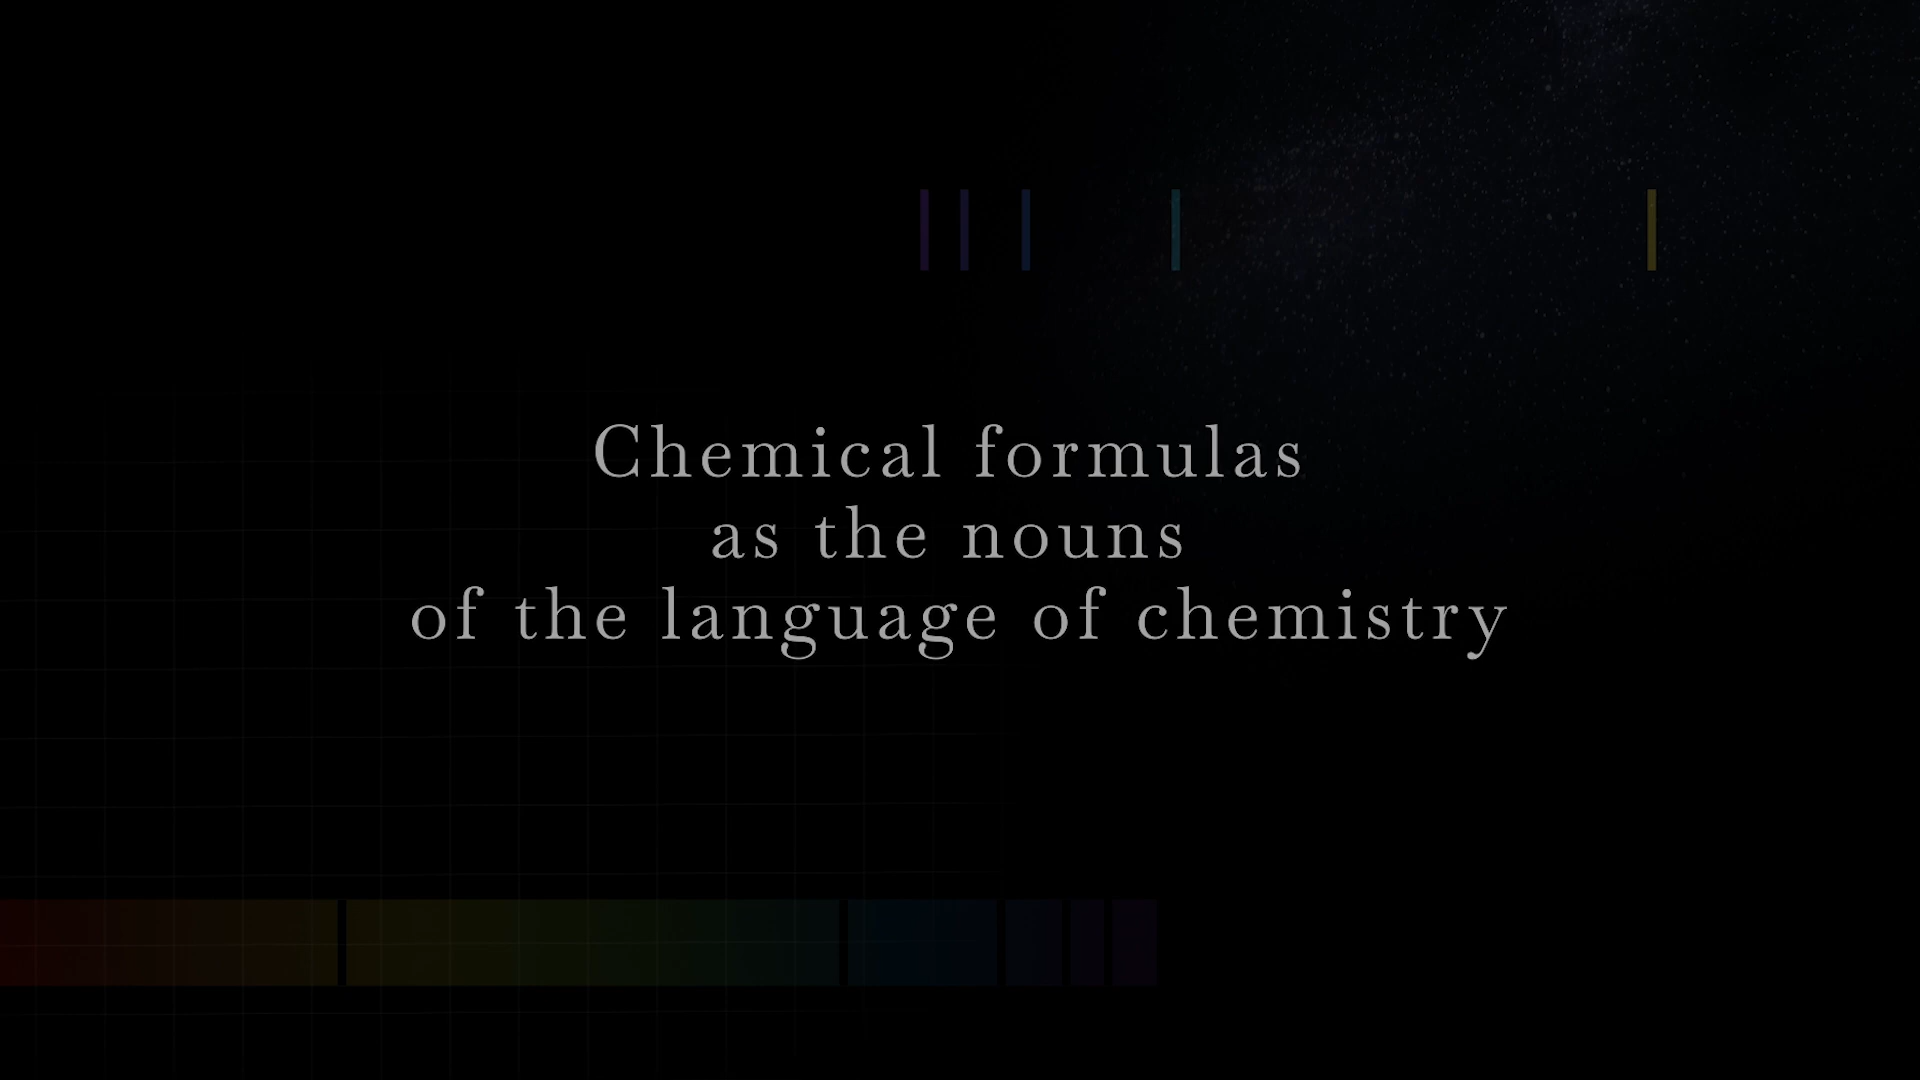 Chemical formulas
as the nouns
of the language of chemistry